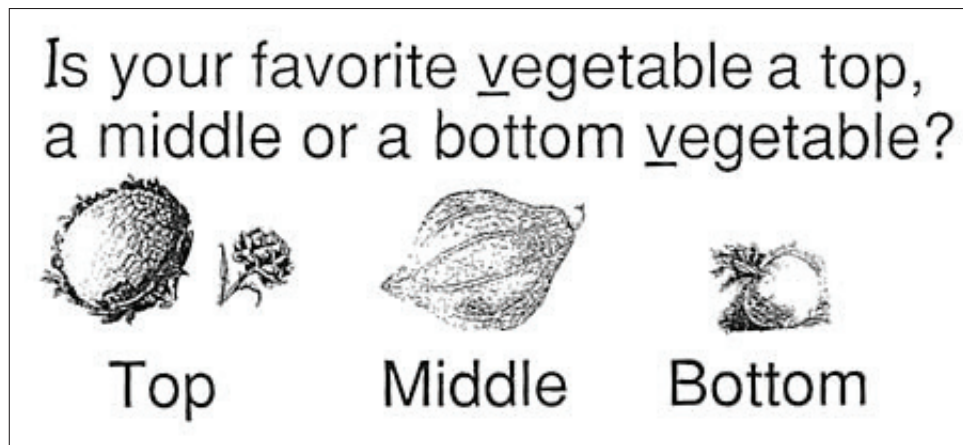 Is your favorite vegetable a top,
a middle or a bottom vegetable?
Top Middle Bottom